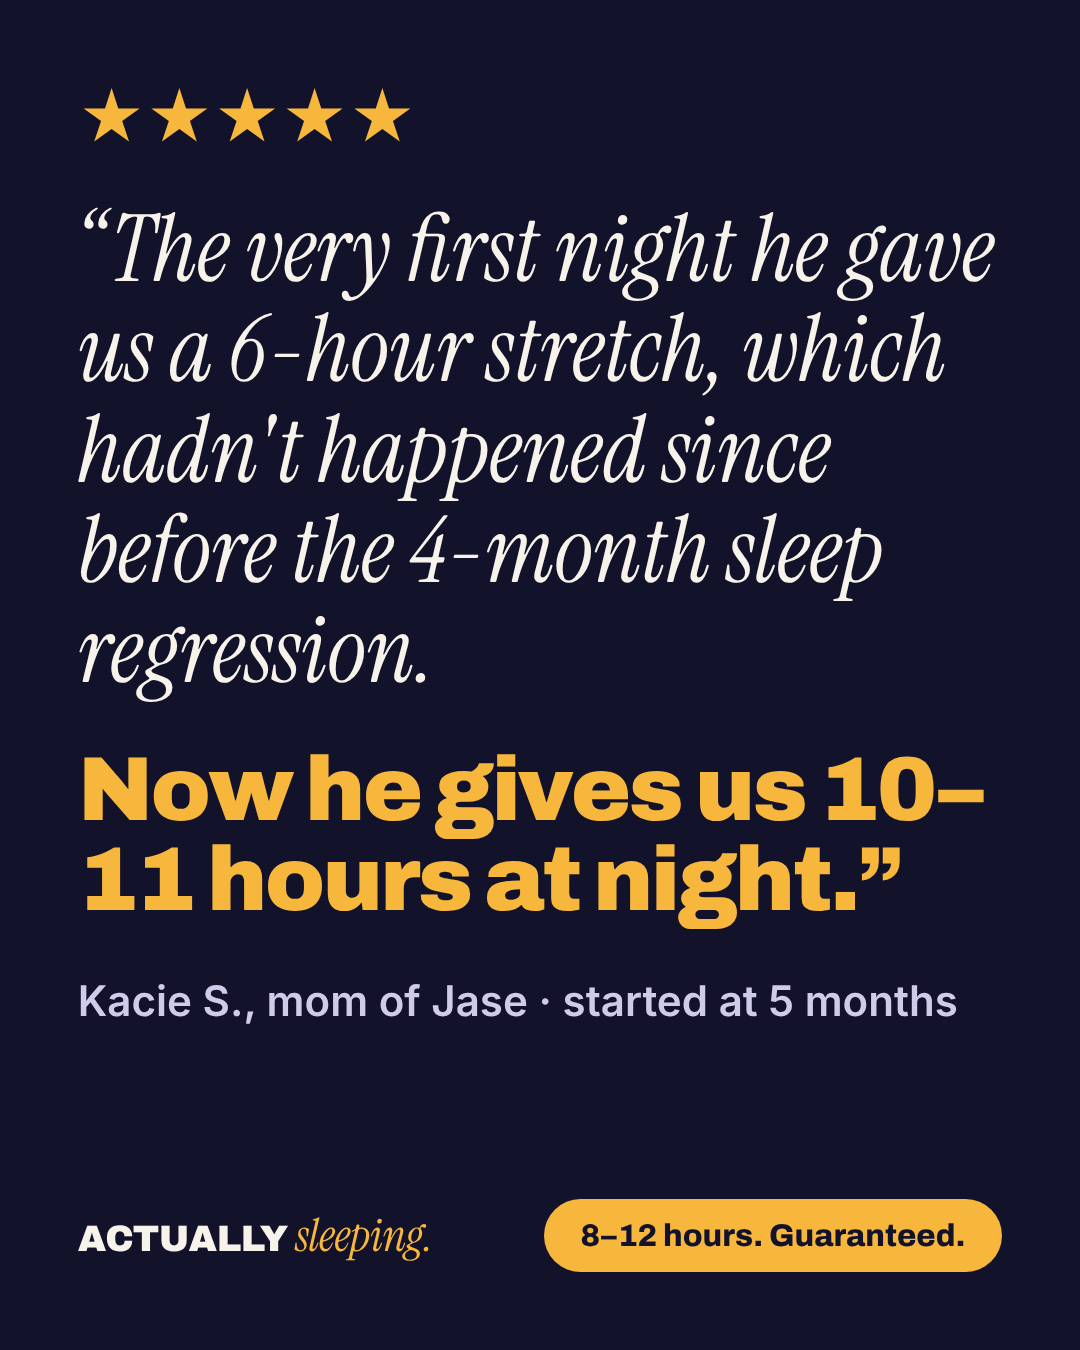 ★★★★★
“The very first night he gave
us a 6-hour stretch, which
hadn't happened since
before the 4-month sleep
regression.
Now he gives us 10–
11 hours at night.”
Kacie S., mom of Jase · started at 5 months
ACTUALLY sleeping.
8–12 hours. Guaranteed.